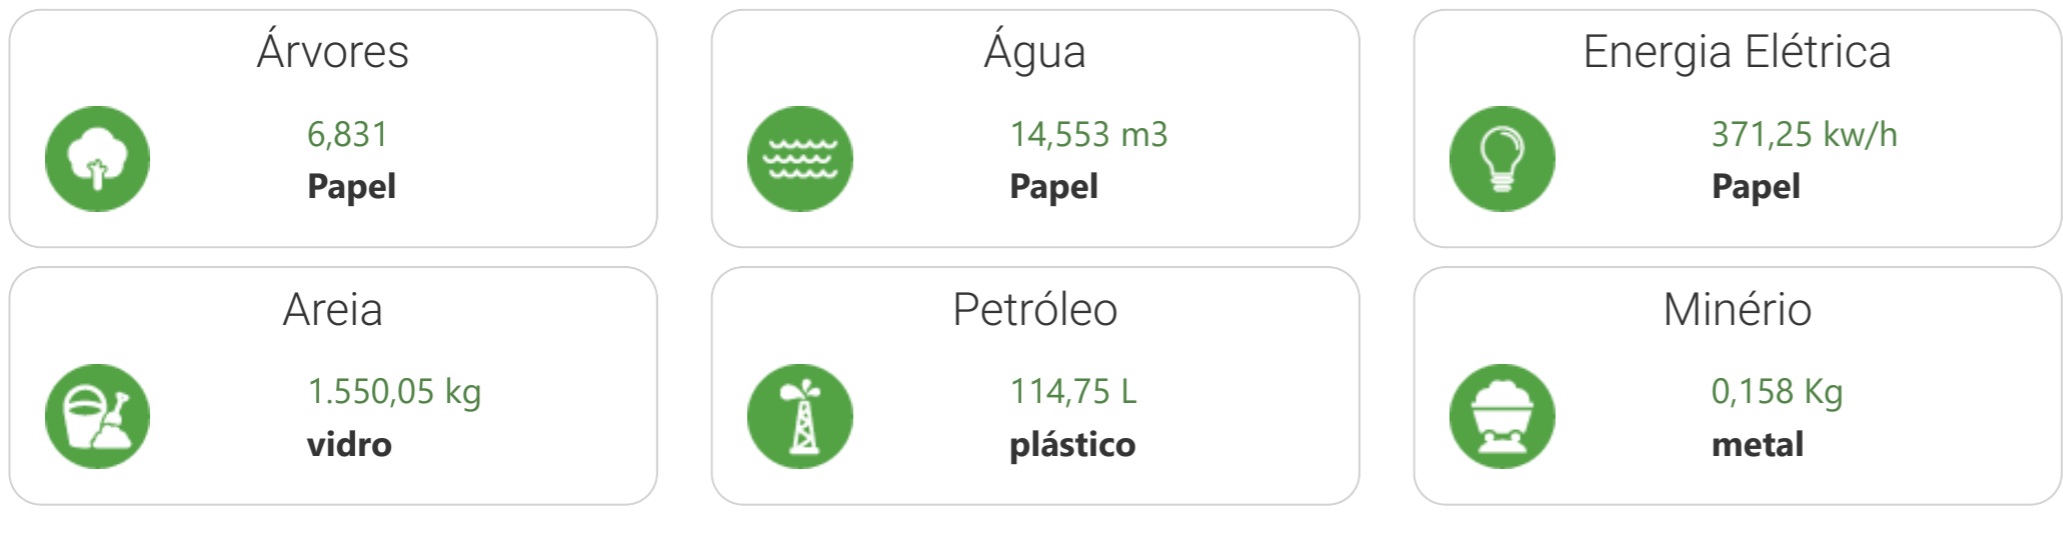 Árvores
6,831
Papel
Água
14,553 m3
Papel
Energia Elétrica
371,25 kw/h
Papel
Areia
1.550,05 kg
vidro
Petróleo
114,75 L
plástico
Minério
0,158 Kg
metal